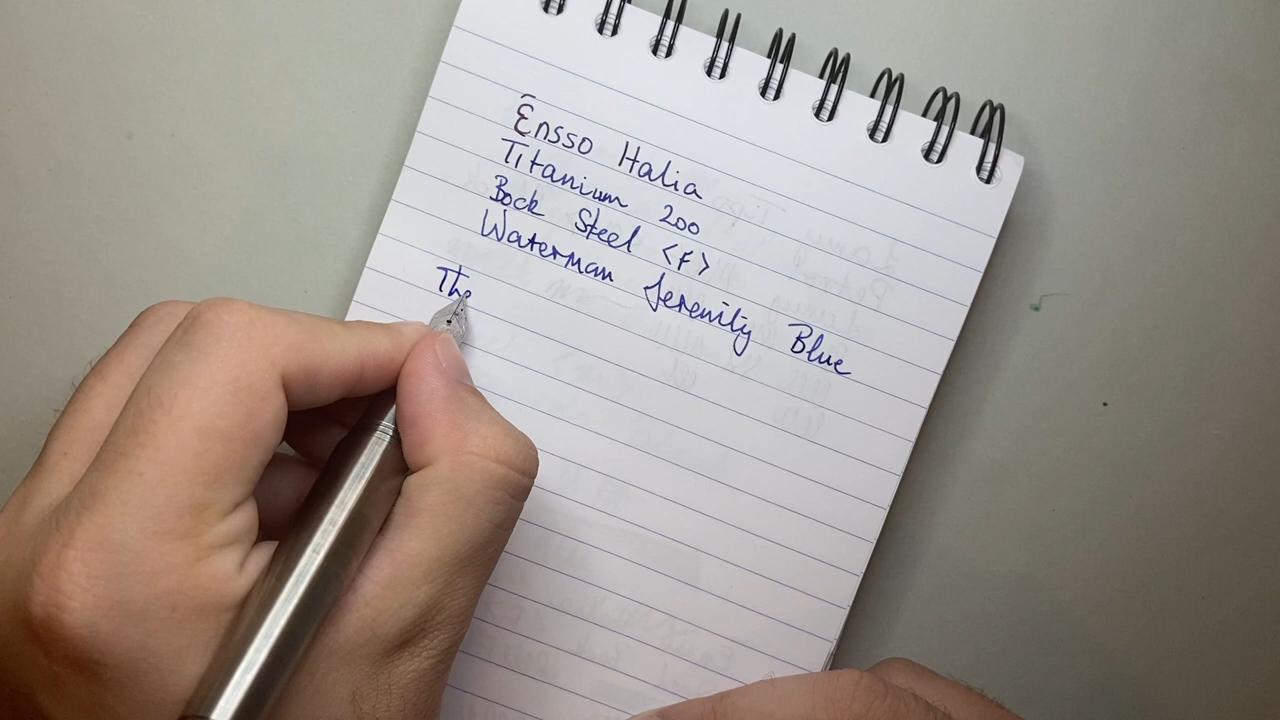 Ensso Italia
Titanium 200
Bock Steel <F>
Waterman Serenity Blue
The